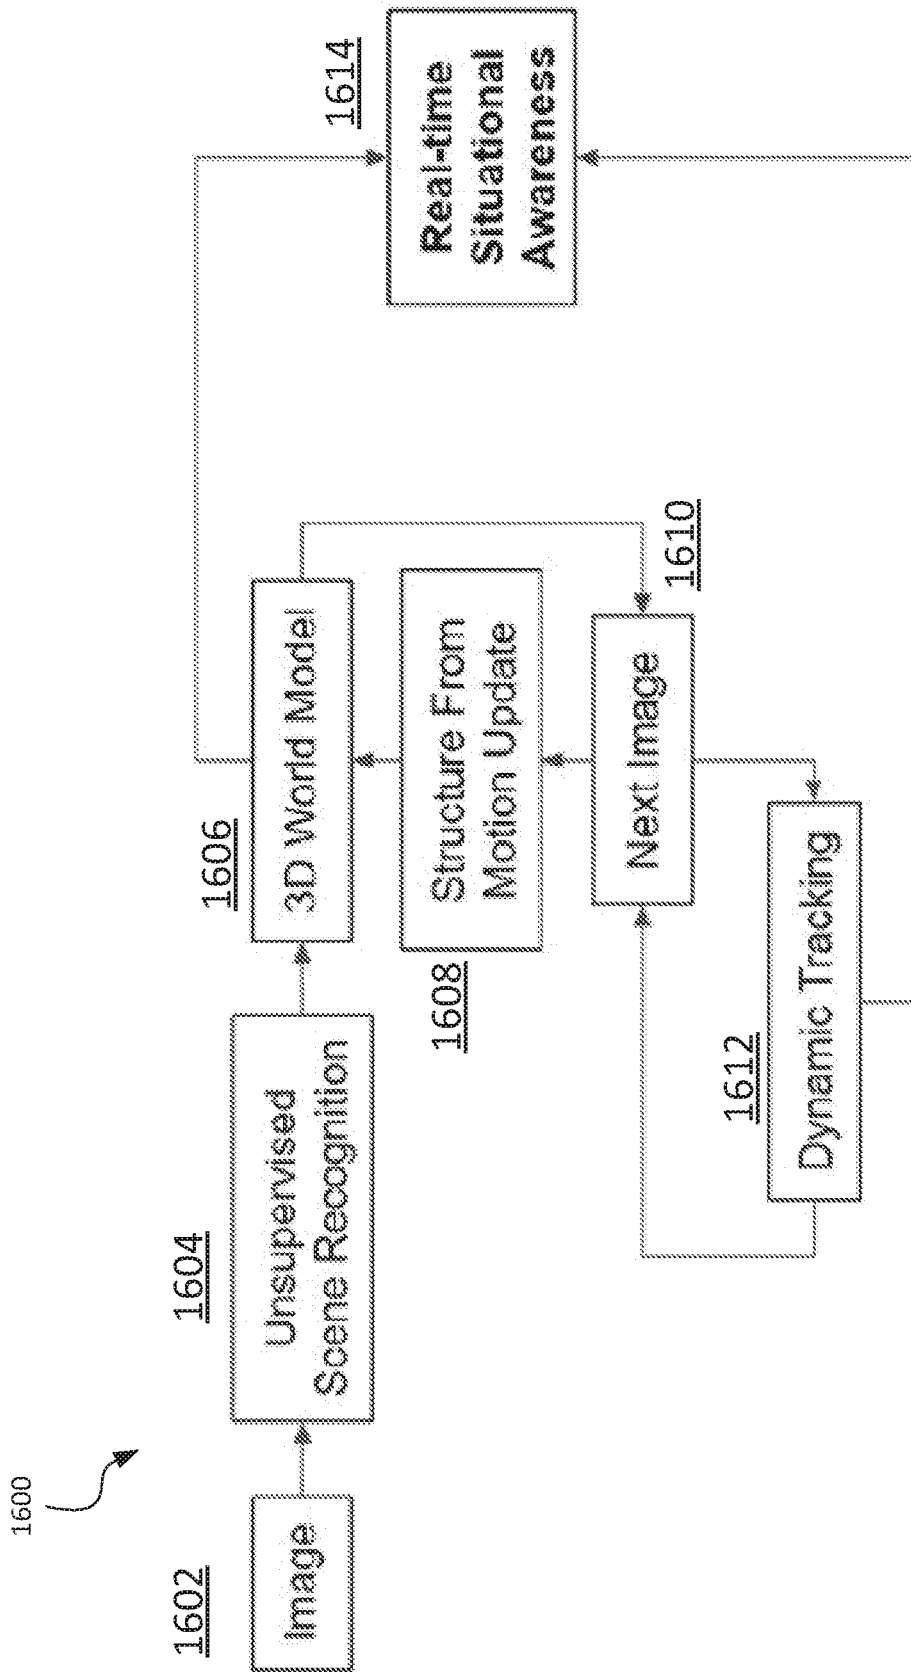 1600
1602
Image
1604
Unsupervised
Scene Recognition
1606
3D World Model
1608
Structure From
Motion Update
Next Image
1610
1612
Dynamic Tracking
1614
Real-time
Situational
Awareness